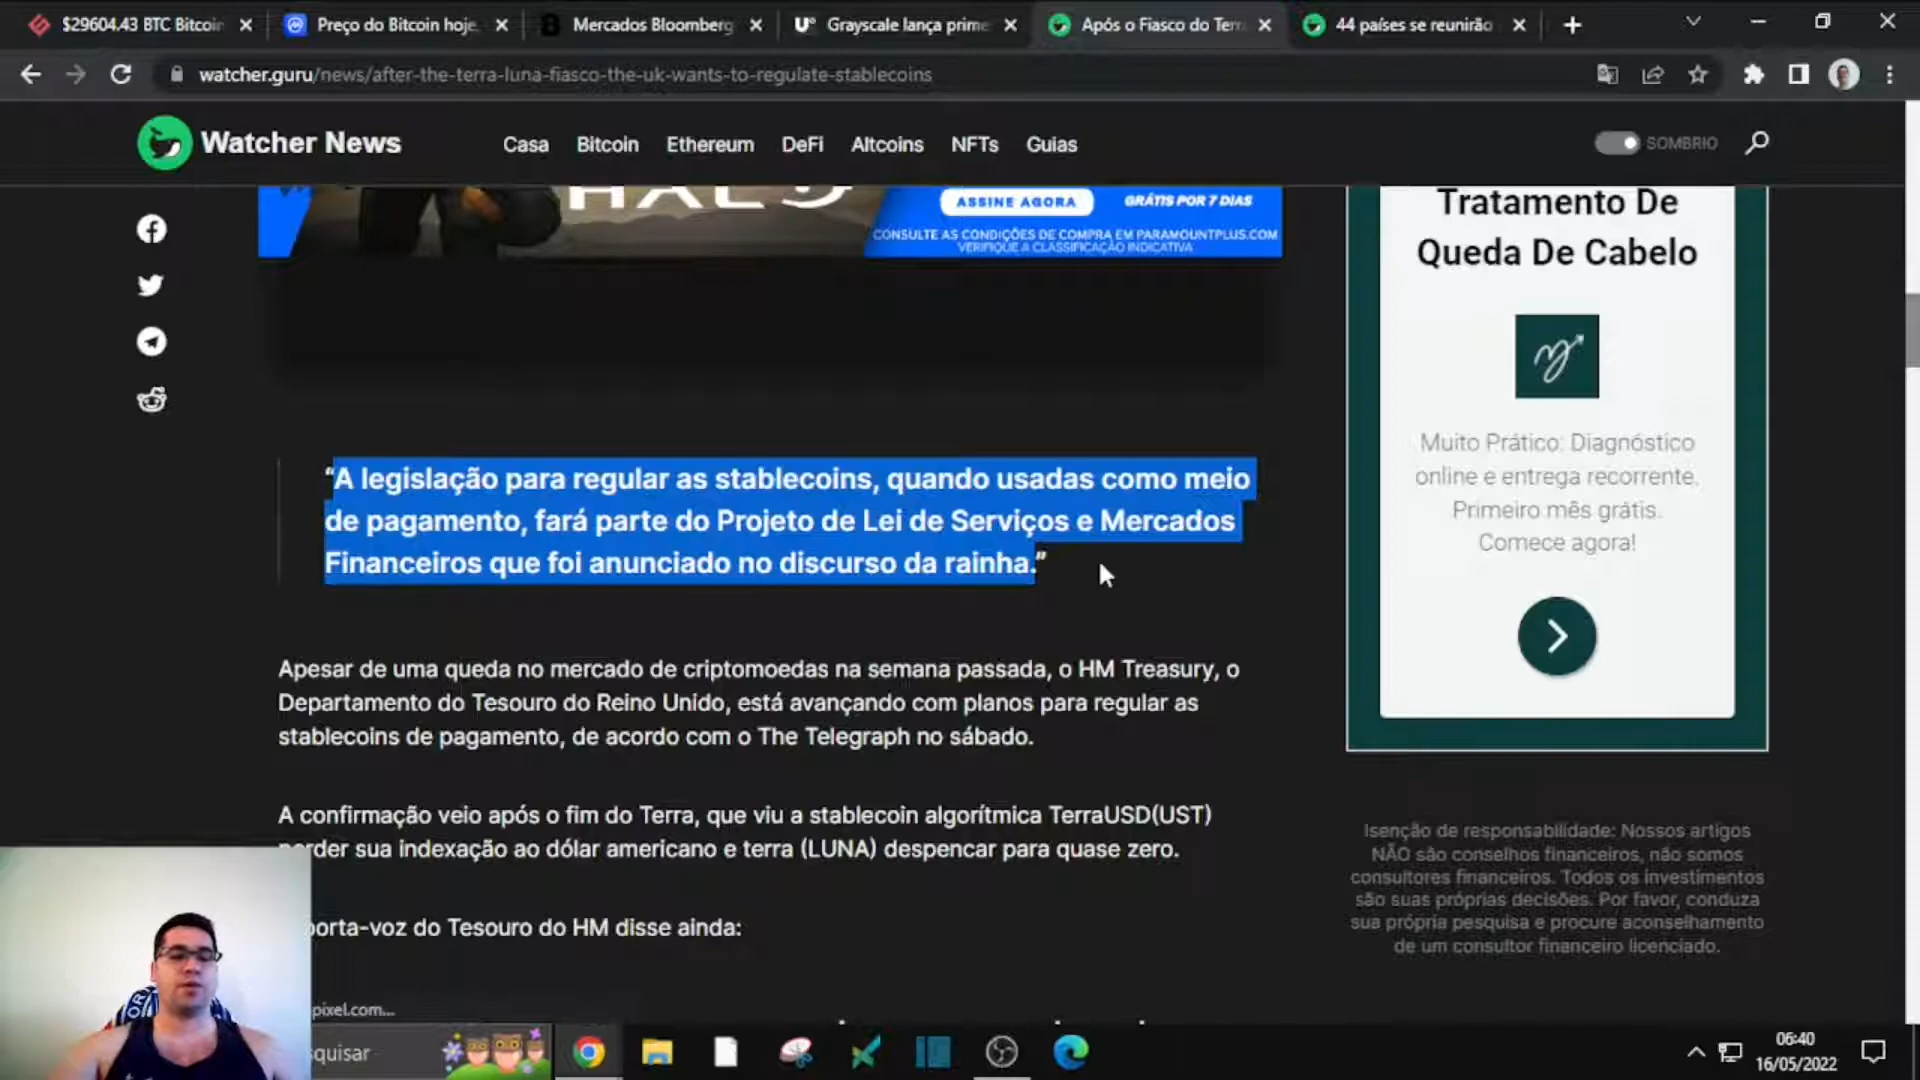 $29604.43 BTC Bitcoin
Preço do Bitcoin hoje,
Mercados Bloomberg
Grayscale lança prime
Após o Fiasco do Terr
44 países se reunirão
watcher.guru/news/after-the-terra-luna-fiasco-the-uk-wants-to-regulate-stablecoins
Watcher News
Casa
Bitcoin
Ethereum
DeFi
Altcoins
NFTs
Guias
SOMBRIO
HALO
ASSINE AGORA
GRÁTIS POR 7 DIAS
CONSULTE AS CONDIÇÕES DE COMPRA EM PARAMOUNTPLUS.COM
VERIFIQUE A CLASSIFICAÇÃO INDICATIVA
Tratamento De
Queda De Cabelo
Muito Prático: Diagnóstico
online e entrega recorrente.
Primeiro mês grátis.
Comece agora!
“A legislação para regular as stablecoins, quando usadas como meio
de pagamento, fará parte do Projeto de Lei de Serviços e Mercados
Financeiros que foi anunciado no discurso da rainha.”
Apesar de uma queda no mercado de criptomoedas na semana passada, o HM Treasury, o
Departamento do Tesouro do Reino Unido, está avançando com planos para regular as
stablecoins de pagamento, de acordo com o The Telegraph no sábado.
A confirmação veio após o fim do Terra, que viu a stablecoin algorítmica TerraUSD(UST)
perder sua indexação ao dólar americano e terra (LUNA) despencar para quase zero.
porta-voz do Tesouro do HM disse ainda:
Isenção de responsabilidade: Nossos artigos
NÃO são conselhos financeiros, não somos
consultores financeiros. Todos os investimentos
são suas próprias decisões. Por favor, conduza
sua própria pesquisa e procure aconselhamento
de um consultor financeiro licenciado.
pixel.com...
squisar
06:40
16/05/2022